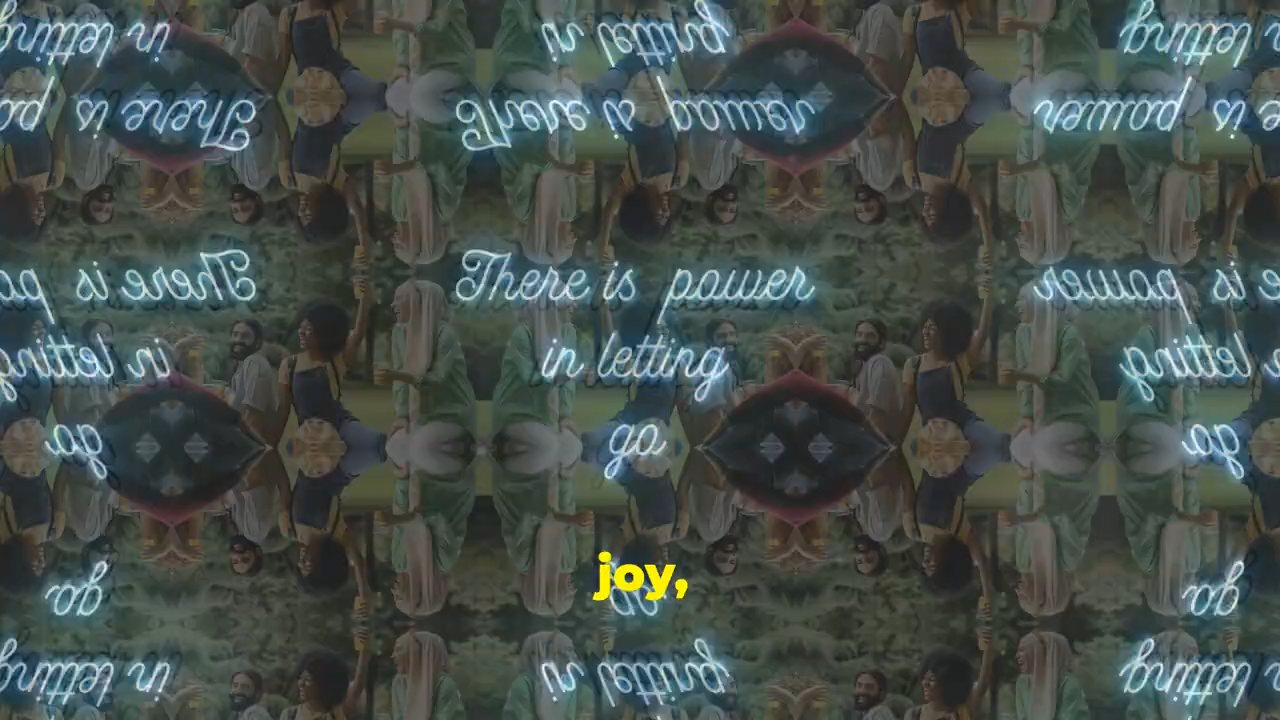 There is power
in letting
go
joy,